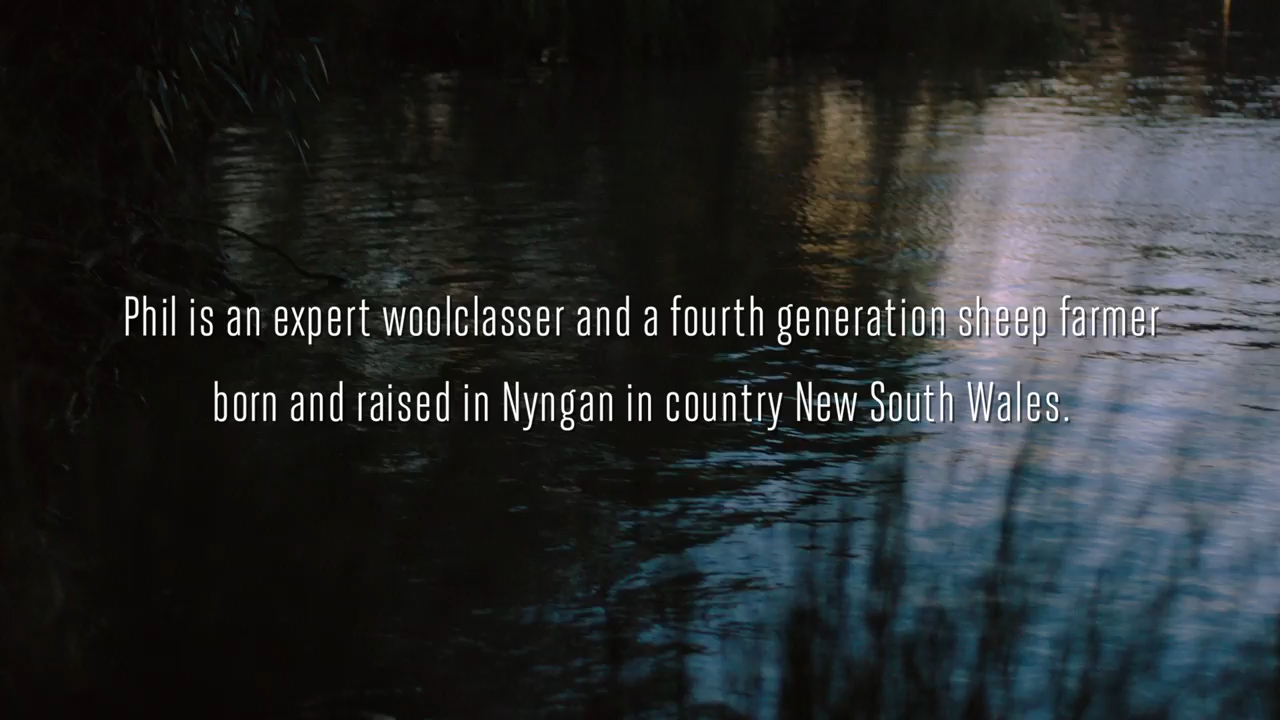 Phil is an expert woolclasser and a fourth generation sheep farmer
born and raised in Nyngan in country New South Wales.